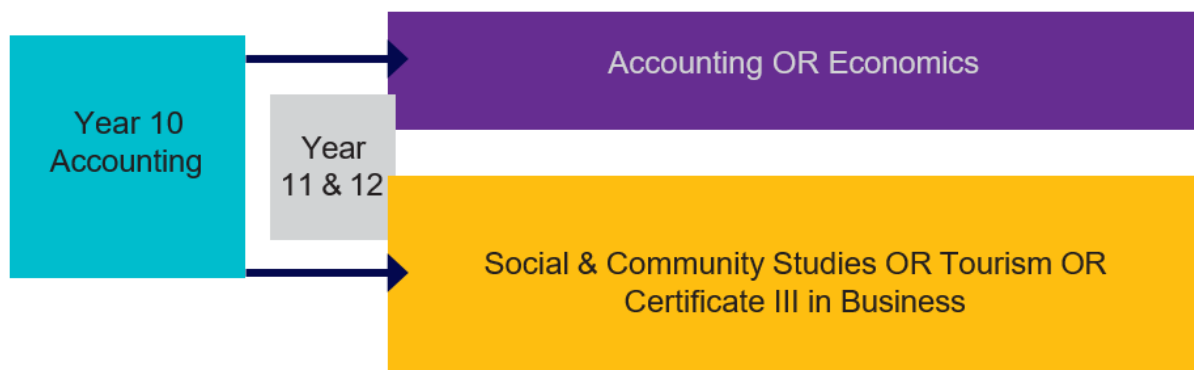 Year 10
Accounting
Year
11 & 12
Accounting OR Economics
Social & Community Studies OR Tourism OR
Certificate III in Business